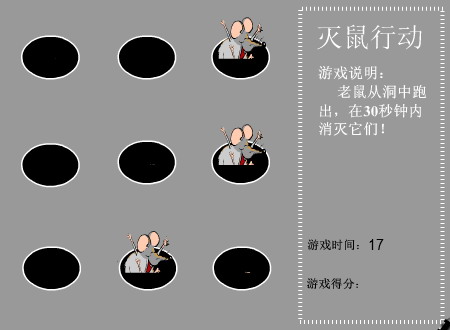 灭鼠行动
游戏说明：
老鼠从洞中跑
出，在30秒钟内
消灭它们！
游戏时间：17
游戏得分：